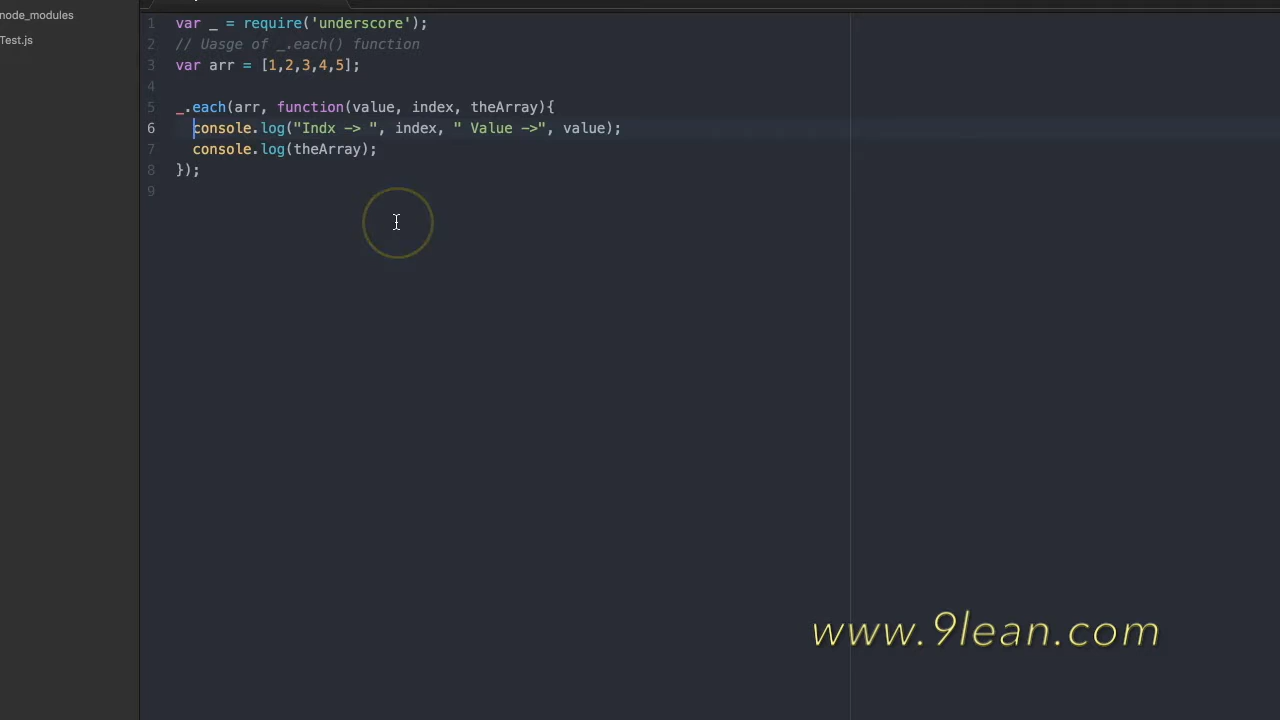 node_modules
Test.js
1 var _ = require('underscore');
2 // Uasge of _.each() function
3 var arr = [1,2,3,4,5];
4
5 _.each(arr, function(value, index, theArray){
6 console.log("Indx -> ", index, " Value ->", value);
7 console.log(theArray);
8 });
9
www.9lean.com